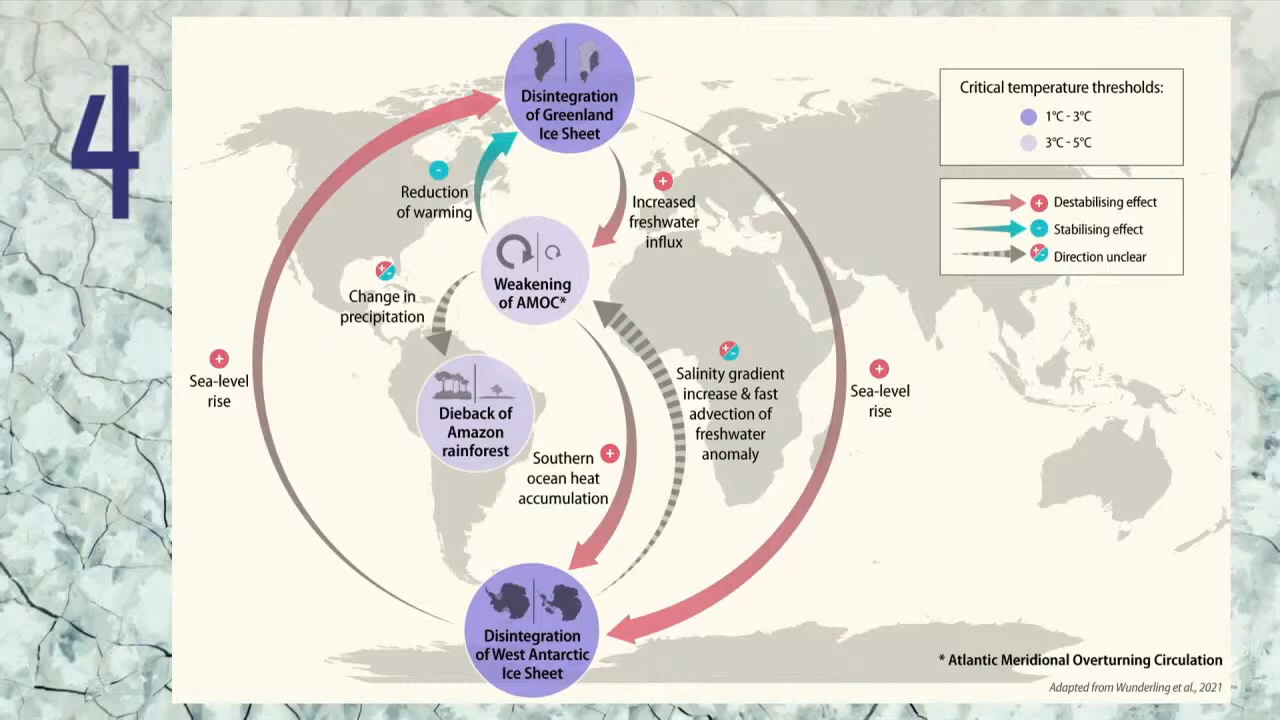 4
Disintegration
of Greenland
Ice Sheet
Critical temperature thresholds:
1°C - 3°C
3°C - 5°C
+ Destabilising effect
- Stabilising effect
+/- Direction unclear
-
Reduction
of warming
+
Increased
freshwater
influx
Weakening
of AMOC*
+/-
Change in
precipitation
+
Sea-level
rise
Dieback of
Amazon
rainforest
+/-
Salinity gradient
increase & fast
advection of
freshwater
anomaly
+
Sea-level
rise
+
Southern
ocean heat
accumulation
Disintegration
of West Antarctic
Ice Sheet
* Atlantic Meridional Overturning Circulation
Adapted from Wunderling et al., 2021